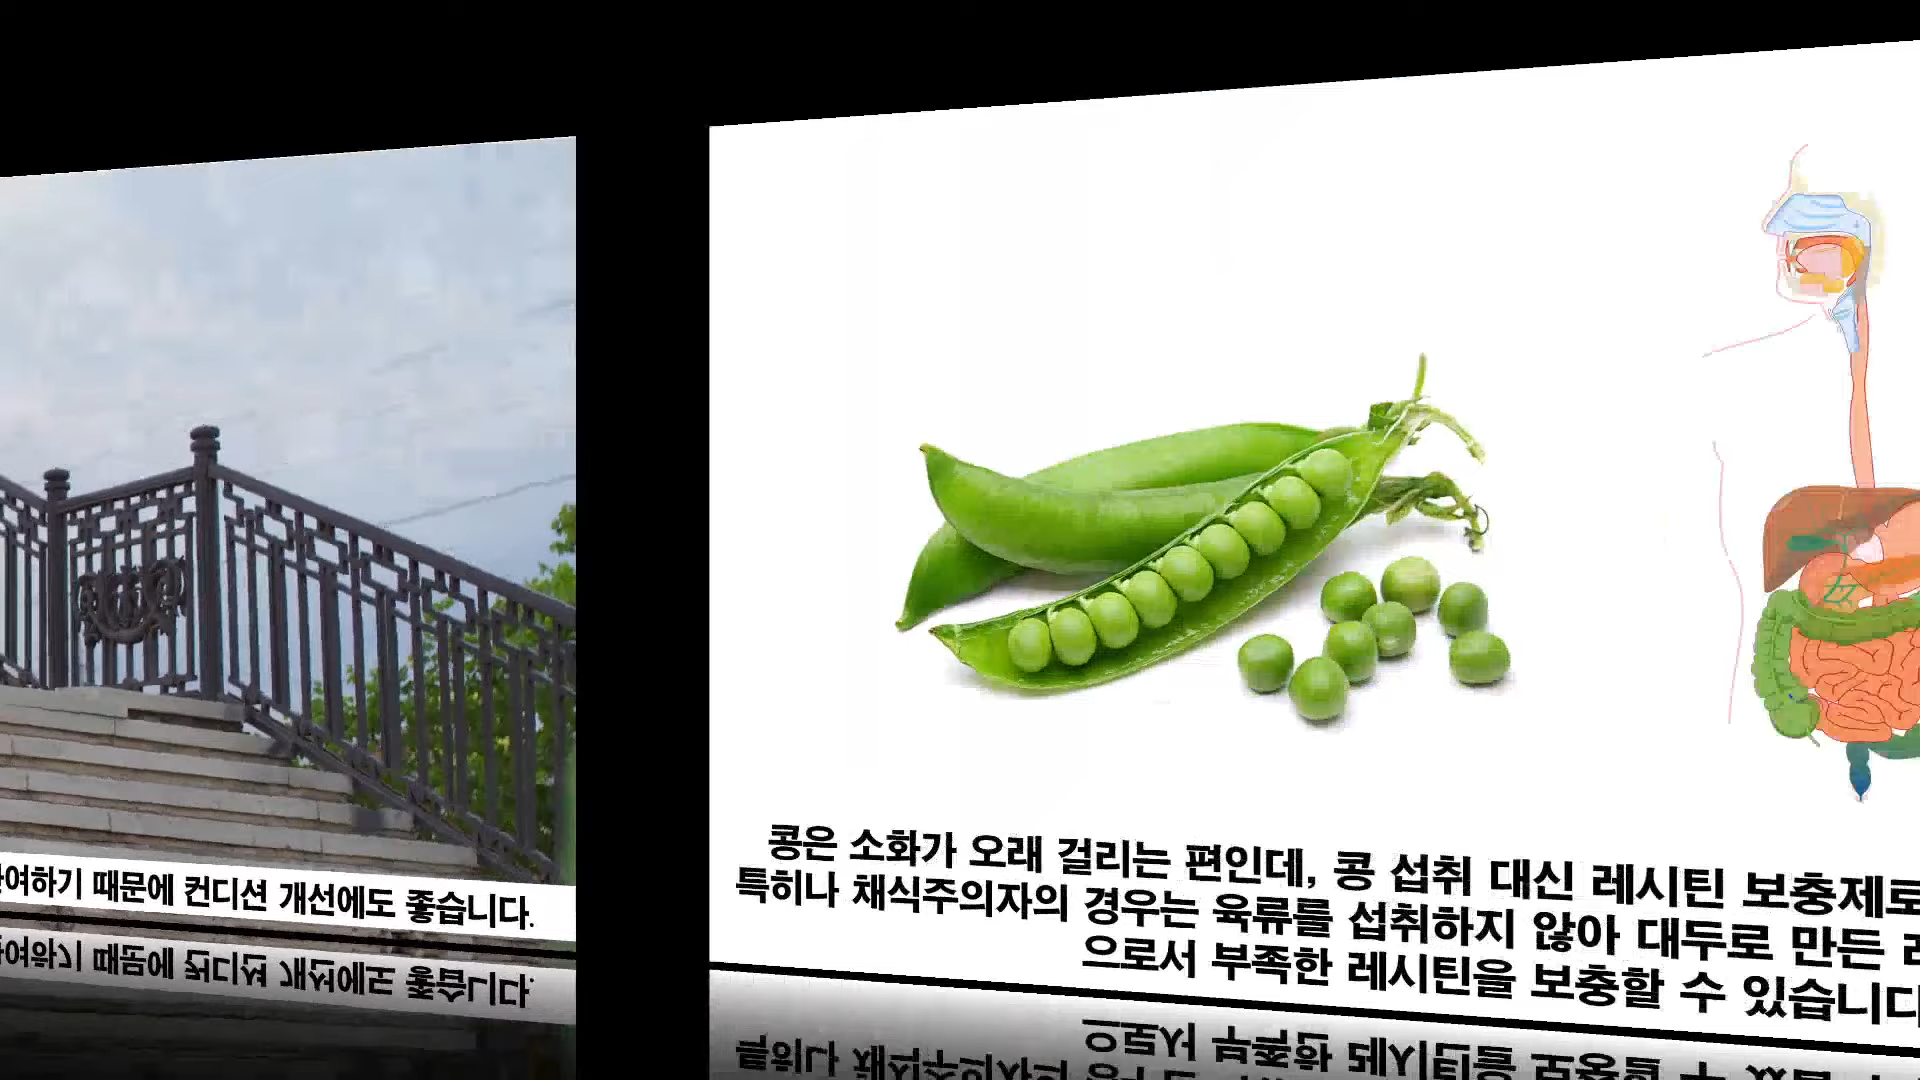 여하기 때문에 컨디션 개선에도 좋습니다.
콩은 소화가 오래 걸리는 편인데, 콩 섭취 대신 레시틴 보충제로
특히나 채식주의자의 경우는 육류를 섭취하지 않아 대두로 만든
으로서 부족한 레시틴을 보충할 수 있습니다